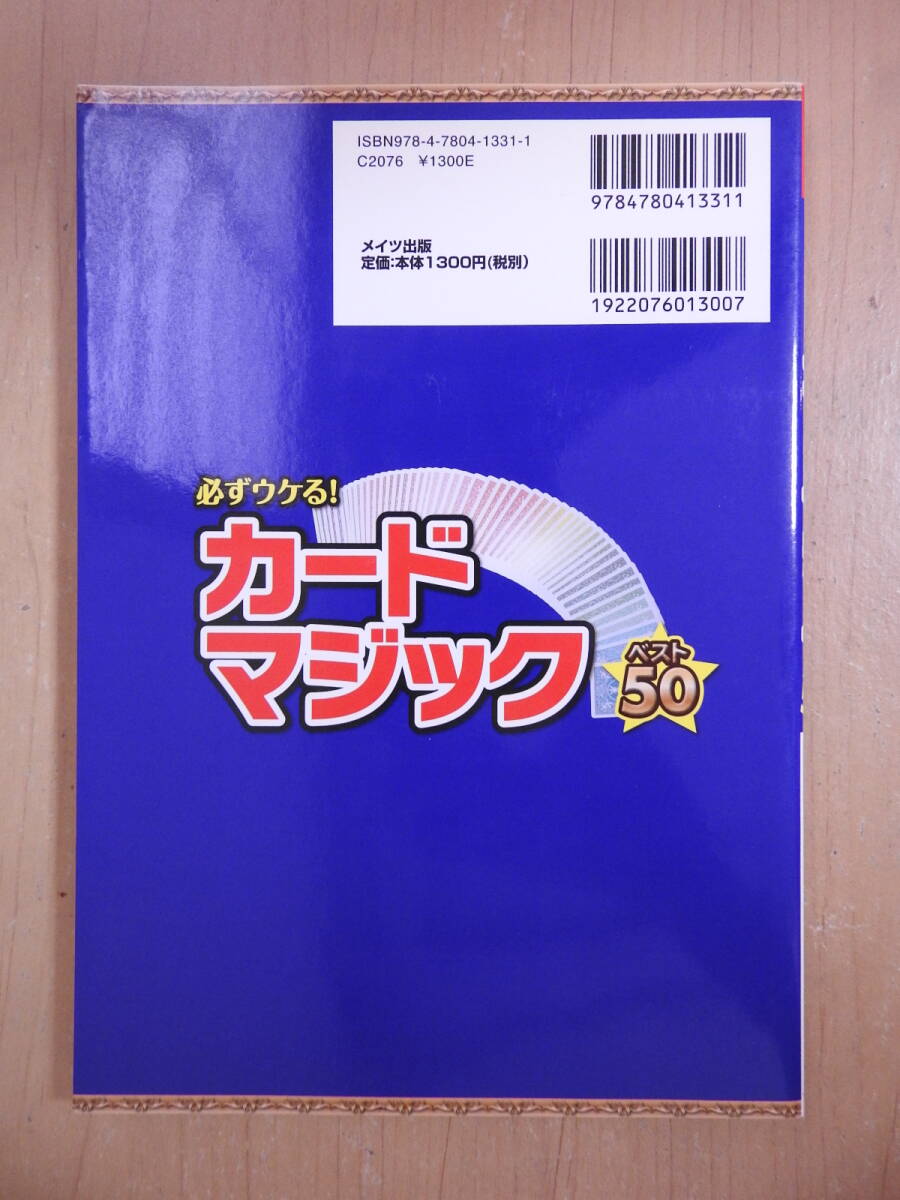 ISBN978-4-7804-1331-1
C2076 ¥1300E
9784780413311
メイツ出版
定価:本体1300円(税別)
1922076013007
必ずウケる!
カード
マジック
ベスト
50